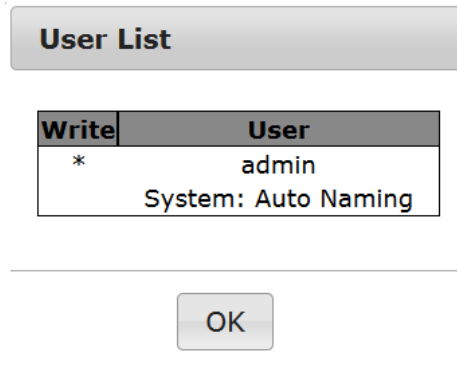 User List
Write User
* admin
System: Auto Naming
OK